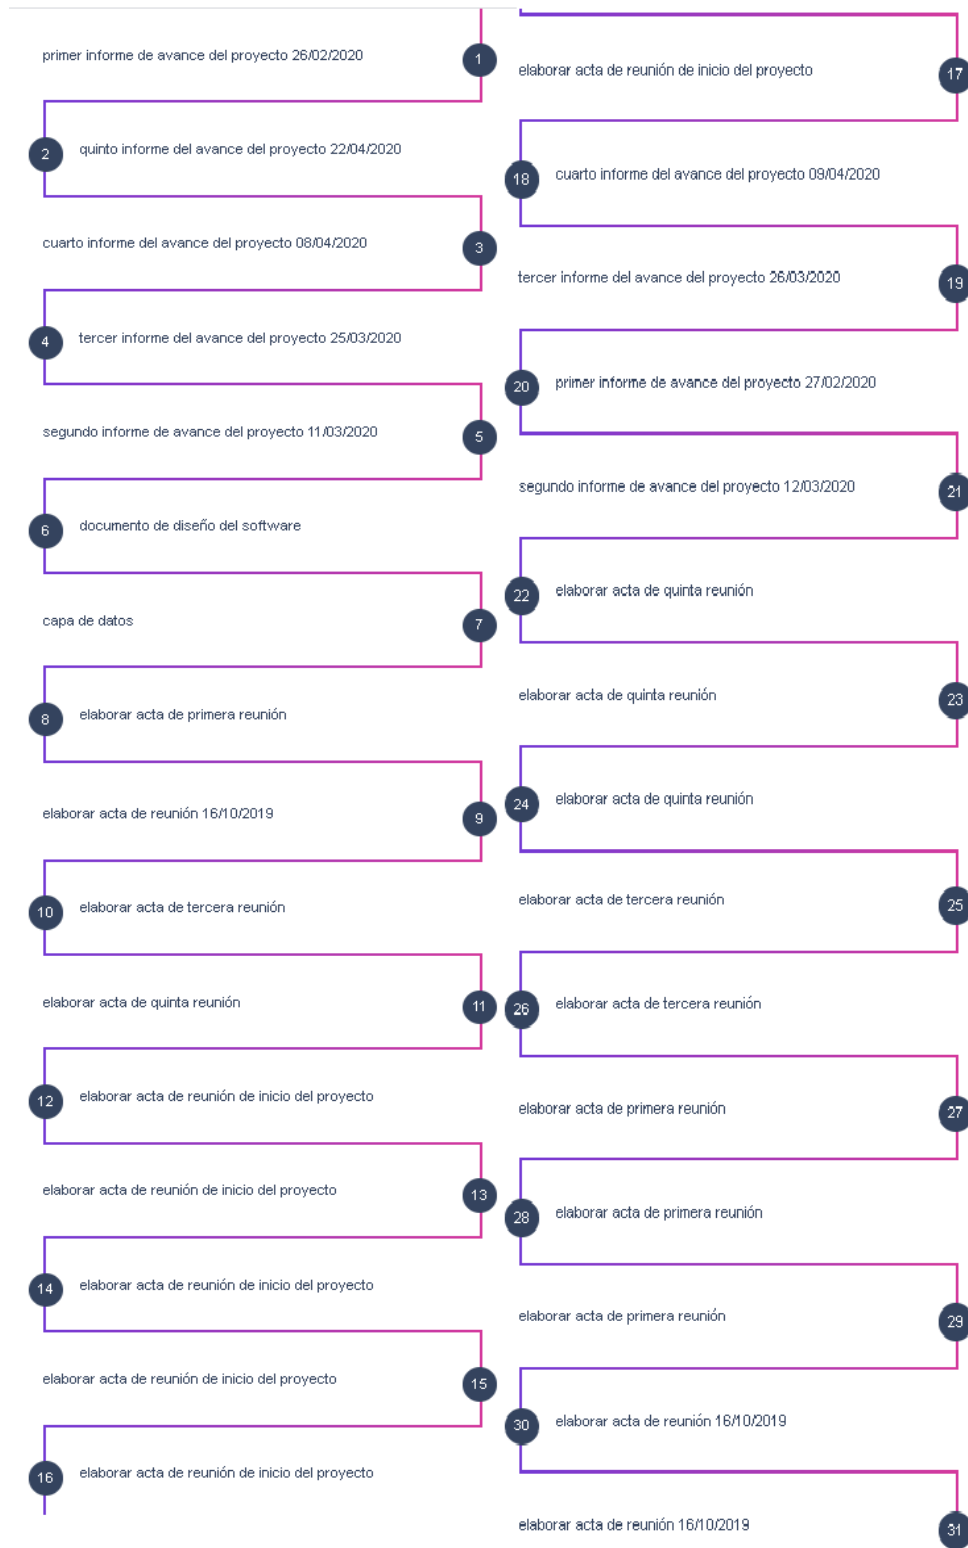 primer informe de avance del proyecto 26/02/2020
1
2
quinto informe del avance del proyecto 22/04/2020
cuarto informe del avance del proyecto 08/04/2020
3
4
tercer informe del avance del proyecto 25/03/2020
segundo informe de avance del proyecto 11/03/2020
5
6
documento de diseño del software
capa de datos
7
8
elaborar acta de primera reunión
elaborar acta de reunión 16/10/2019
9
10
elaborar acta de tercera reunión
elaborar acta de quinta reunión
11
12
elaborar acta de reunión de inicio del proyecto
elaborar acta de reunión de inicio del proyecto
13
14
elaborar acta de reunión de inicio del proyecto
elaborar acta de reunión de inicio del proyecto
15
16
elaborar acta de reunión de inicio del proyecto
elaborar acta de reunión de inicio del proyecto
17
18
cuarto informe del avance del proyecto 09/04/2020
tercer informe del avance del proyecto 26/03/2020
19
20
primer informe de avance del proyecto 27/02/2020
segundo informe de avance del proyecto 12/03/2020
21
22
elaborar acta de quinta reunión
elaborar acta de quinta reunión
23
24
elaborar acta de quinta reunión
elaborar acta de tercera reunión
25
26
elaborar acta de tercera reunión
elaborar acta de primera reunión
27
28
elaborar acta de primera reunión
elaborar acta de primera reunión
29
30
elaborar acta de reunión 16/10/2019
elaborar acta de reunión 16/10/2019
31